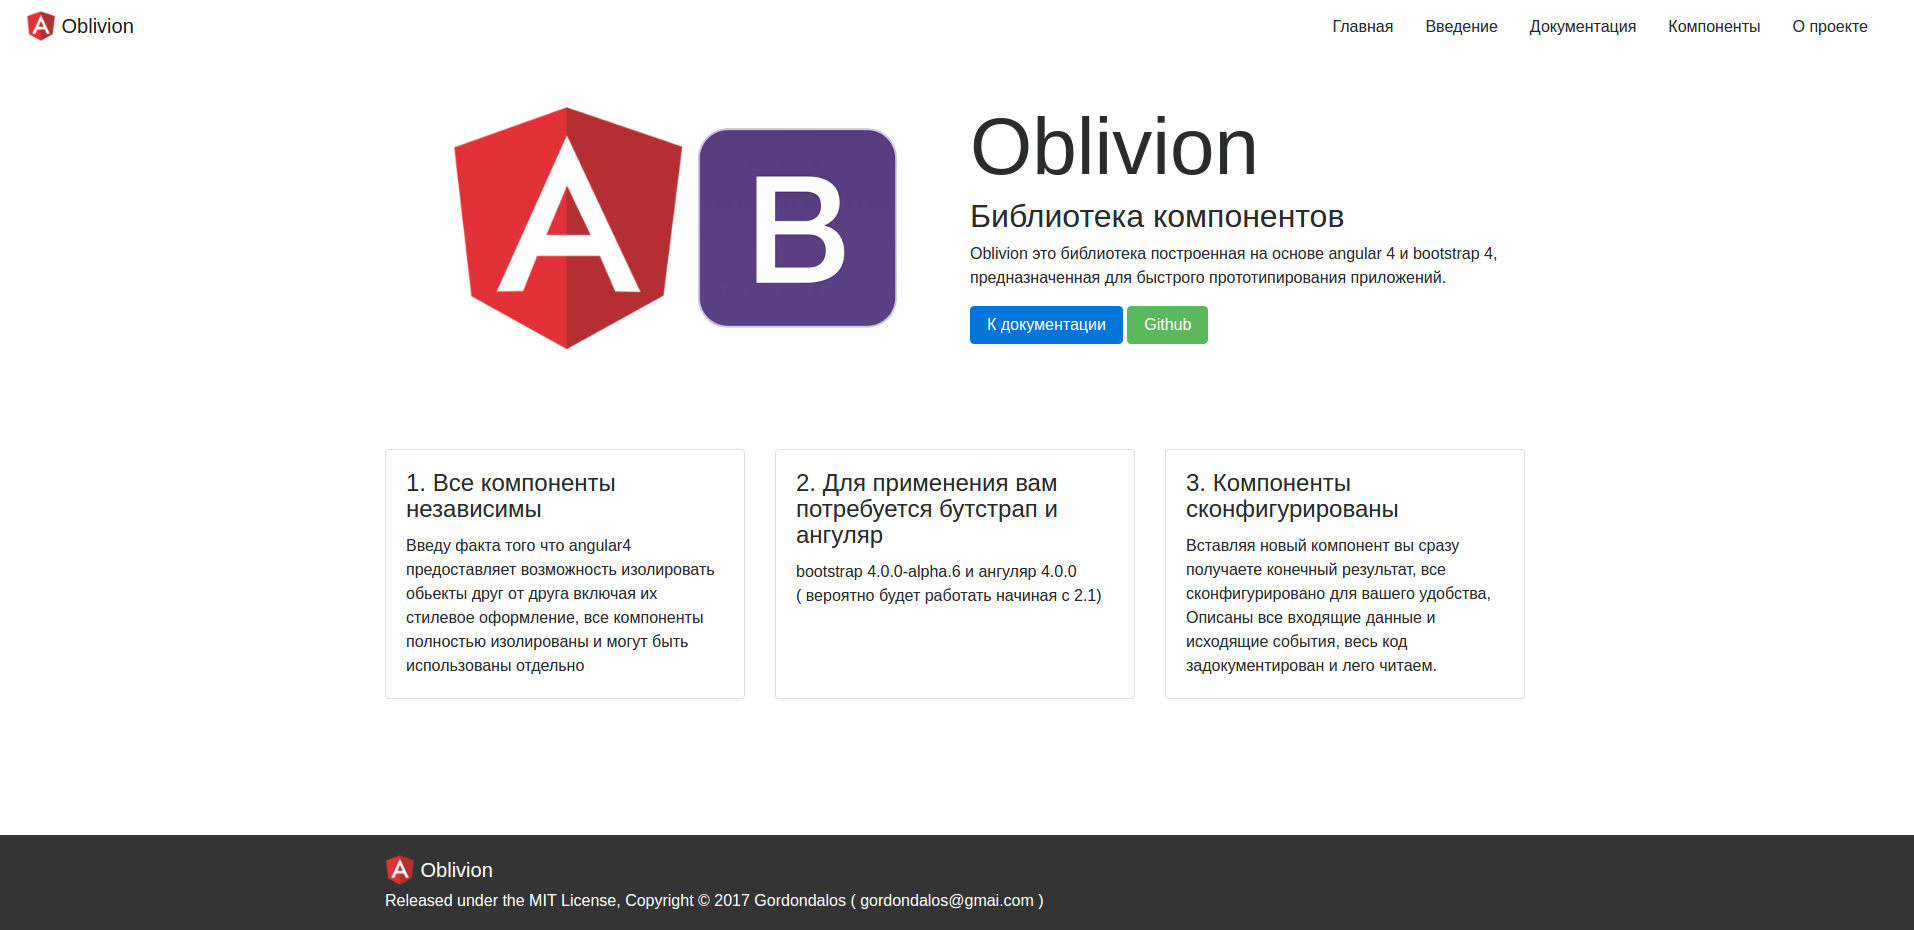 Oblivion
Главная Введение Документация Компоненты О проекте
A B
Oblivion
Библиотека компонентов
Oblivion это библиотека построенная на основе angular 4 и bootstrap 4,
предназначенная для быстрого прототипирования приложений.
К документации Github
1. Все компоненты
независимы
Введу факта того что angular4
предоставляет возможность изолировать
обьекты друг от друга включая их
стилевое оформление, все компоненты
полностью изолированы и могут быть
использованы отдельно
2. Для применения вам
потребуется бутстрап и
ангуляр
bootstrap 4.0.0-alpha.6 и ангуляр 4.0.0
( вероятно будет работать начиная с 2.1)
3. Компоненты
сконфигурированы
Вставляя новый компонент вы сразу
получаете конечный результат, все
сконфигурировано для вашего удобства,
Описаны все входящие данные и
исходящие события, весь код
задокументирован и лего читаем.
Oblivion
Released under the MIT License, Copyright © 2017 Gordondalos ( gordondalos@gmai.com )